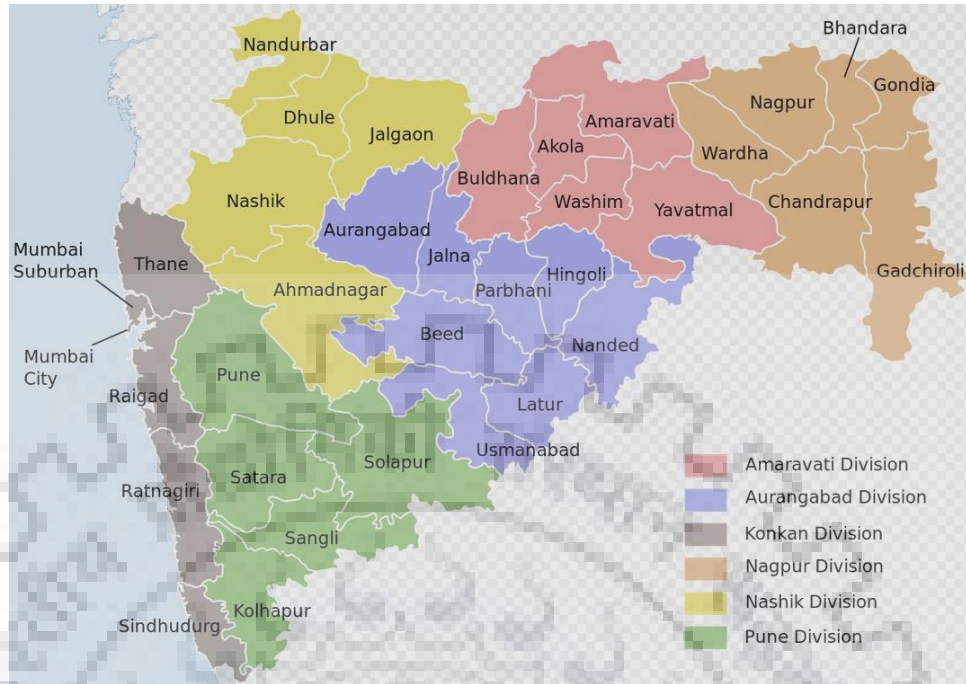 Nandurbar
Bhandara
Gondia
Nagpur
Dhule
Jalgaon
Amaravati
Akola
Wardha
Buldhana
Nashik
Washim
Yavatmal
Chandrapur
Aurangabad
Mumbai
Suburban
Thane
Jalna
Hingoli
Gadchiroli
Ahmadnagar
Parbhani
Beed
Nanded
Mumbai
City
Pune
Raigad
Latur
Usmanabad
Solapur
Satara
Ratnagiri
Sangli
Kolhapur
Sindhudurg
Amaravati Division
Aurangabad Division
Konkan Division
Nagpur Division
Nashik Division
Pune Division